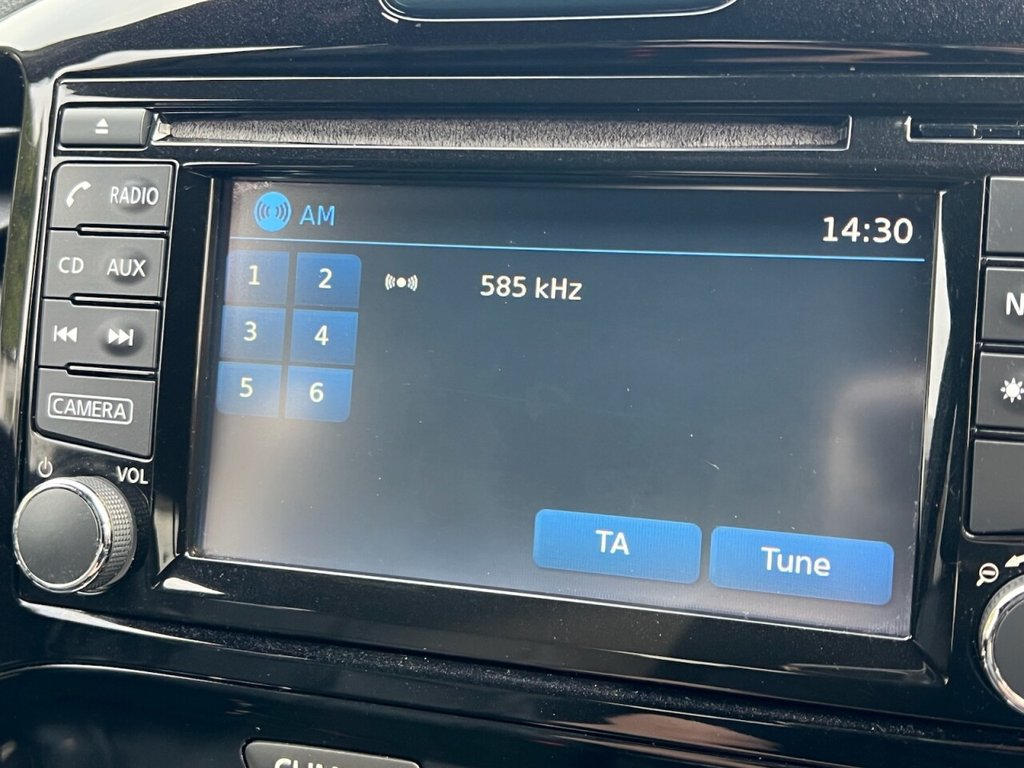 RADIO
CD AUX
CAMERA
VOL
AM
14:30
1 2
3 4
5 6
585 kHz
TA
Tune